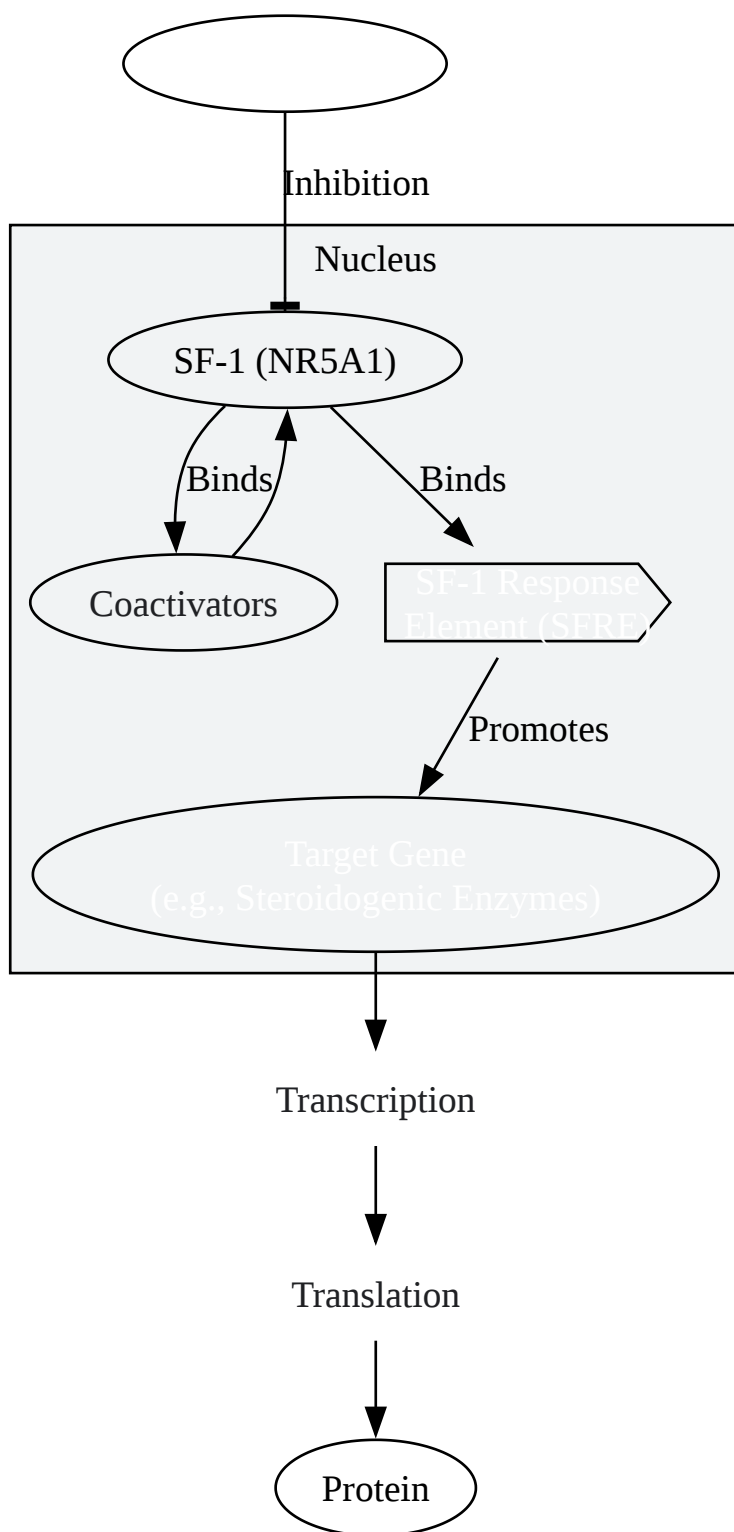 Inhibition
Nucleus
SF-1 (NR5A1)
Binds
Binds
Coactivators
SF-1 Response
Element (SFRE)
Promotes
Target Gene
(e.g., Steroidogenic Enzymes)
Transcription
Translation
Protein